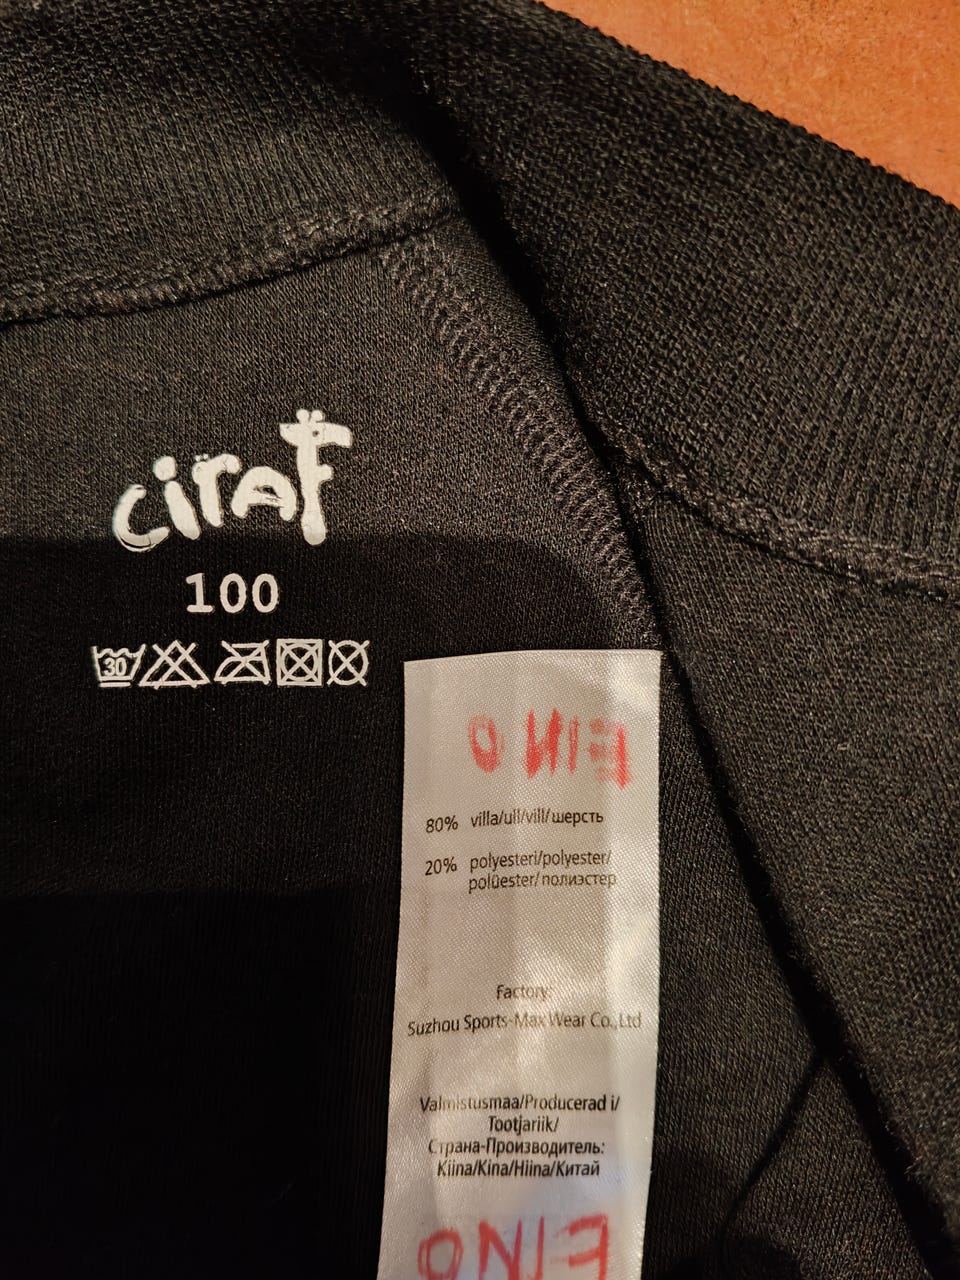 ciraF
100
30
EINO
80% villa/ull/vill/шерсть
20% polyesteri/polyester/
polüester/полиэстер
Factory:
Suzhou Sports-Max Wear Co.,Ltd
Valmistusmaa/Producerad i/
Tootjariik/
Страна-Производитель:
Kiina/Kina/Hiina/Китай
EINO